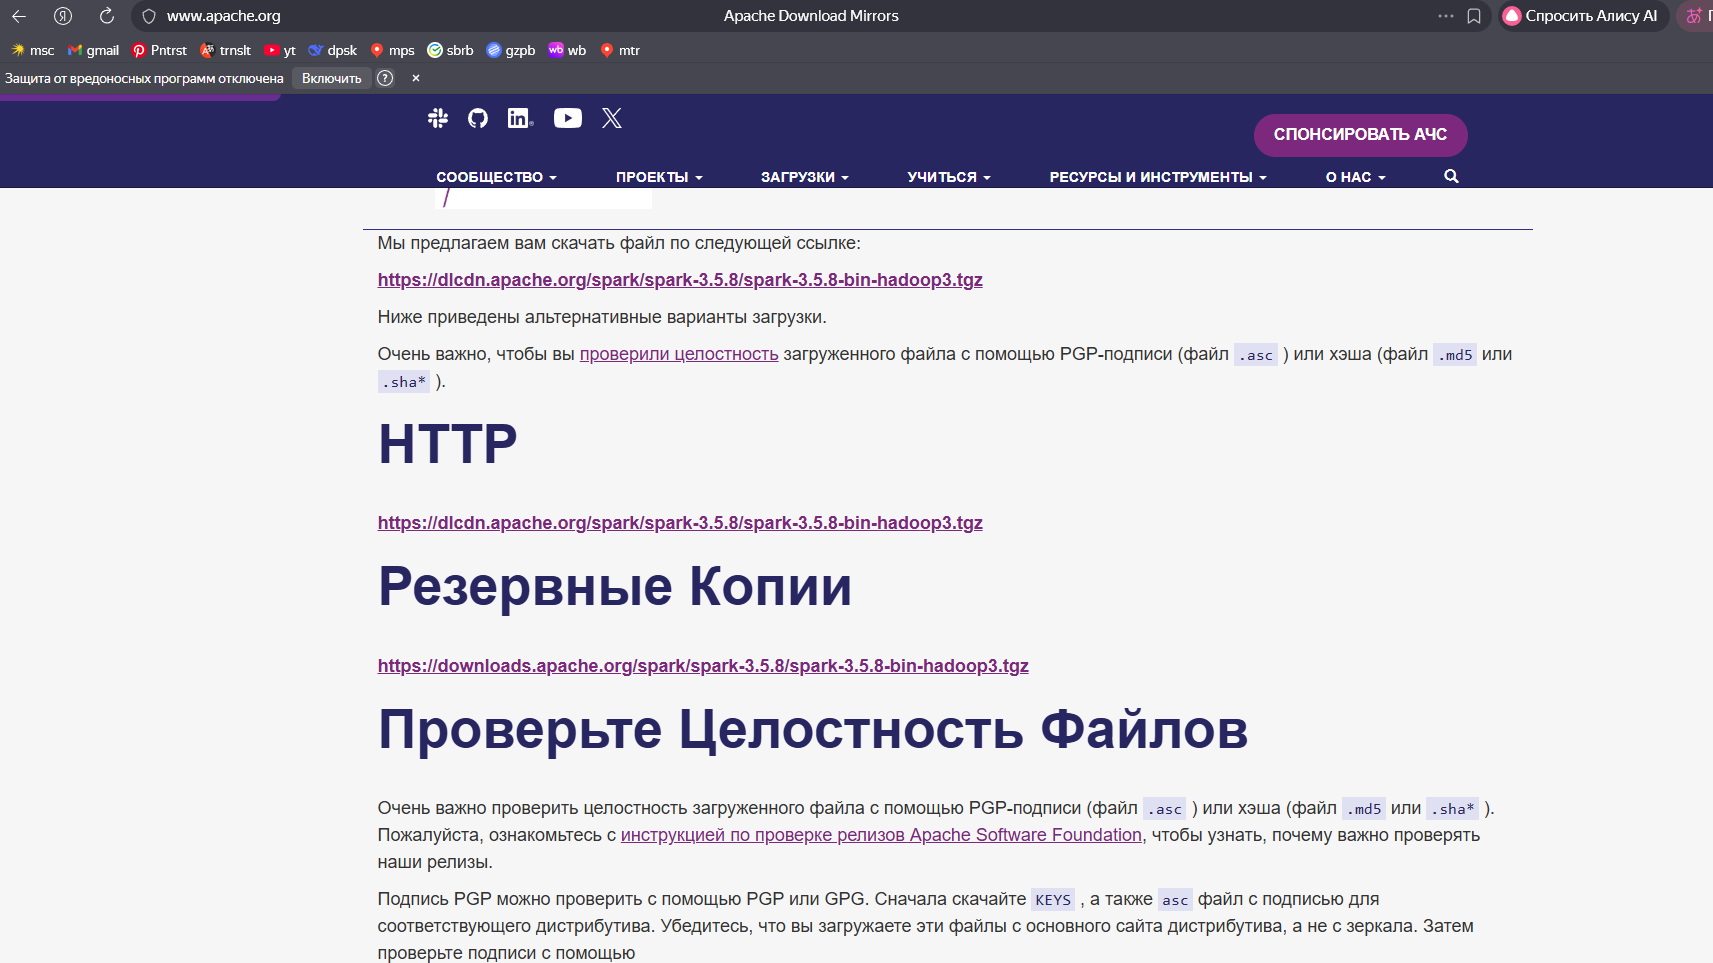 www.apache.org
Apache Download Mirrors
Спросить Алису AI
msc
gmail
Pntrst
trnslt
yt
dpsk
mps
sbrb
gzpb
wb
mtr
Защита от вредоносных программ отключена
Включить
СПОНСИРОВАТЬ АЧС
СООБЩЕСТВО
ПРОЕКТЫ
ЗАГРУЗКИ
УЧИТЬСЯ
РЕСУРСЫ И ИНСТРУМЕНТЫ
О НАС
Мы предлагаем вам скачать файл по следующей ссылке:
https://dlcdn.apache.org/spark/spark-3.5.8/spark-3.5.8-bin-hadoop3.tgz
Ниже приведены альтернативные варианты загрузки.
Очень важно, чтобы вы проверили целостность загруженного файла с помощью PGP-подписи (файл .asc ) или хэша (файл .md5 или
.sha* ).
HTTP
https://dlcdn.apache.org/spark/spark-3.5.8/spark-3.5.8-bin-hadoop3.tgz
Резервные Копии
https://downloads.apache.org/spark/spark-3.5.8/spark-3.5.8-bin-hadoop3.tgz
Проверьте Целостность Файлов
Очень важно проверить целостность загруженного файла с помощью PGP-подписи (файл .asc ) или хэша (файл .md5 или .sha* ).
Пожалуйста, ознакомьтесь с инструкцией по проверке релизов Apache Software Foundation, чтобы узнать, почему важно проверять
наши релизы.
Подпись PGP можно проверить с помощью PGP или GPG. Сначала скачайте KEYS , а также asc файл с подписью для
соответствующего дистрибутива. Убедитесь, что вы загружаете эти файлы с основного сайта дистрибутива, а не с зеркала. Затем
проверьте подписи с помощью